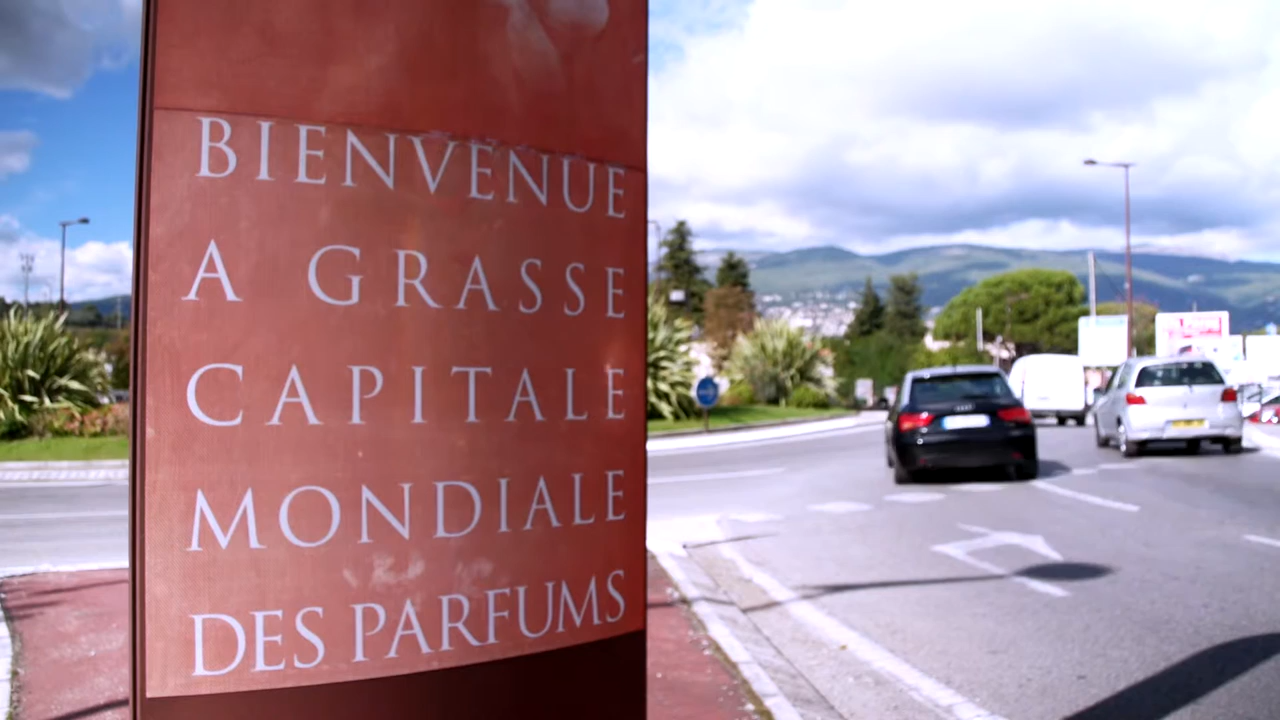 BIENVENUE
A GRASSE
CAPITALE
MONDIALE
DES PARFUMS